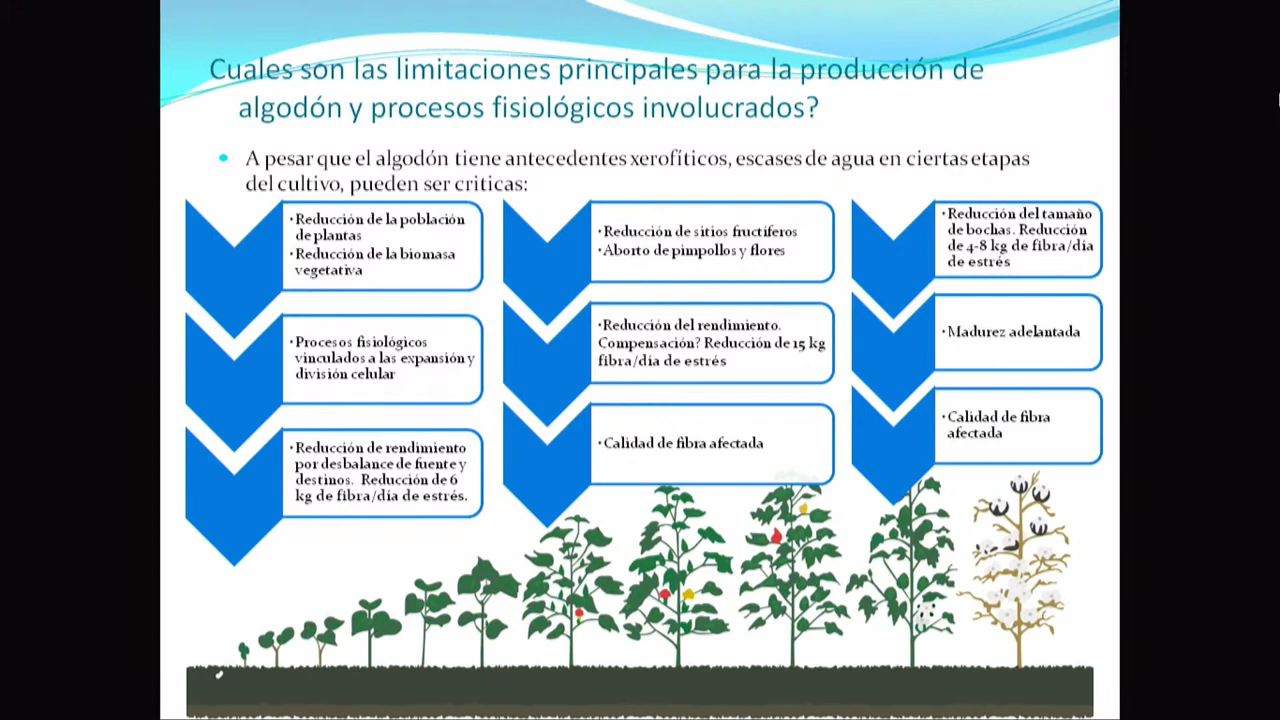 Cuales son las limitaciones principales para la producción de
algodón y procesos fisiológicos involucrados?
• A pesar que el algodón tiene antecedentes xerofíticos, escases de agua en ciertas etapas
del cultivo, pueden ser criticas:
•Reducción de la población
de plantas
•Reducción de la biomasa
vegetativa
•Procesos fisiológicos
vinculados a las expansión y
división celular
•Reducción de rendimiento
por desbalance de fuente y
destinos. Reducción de 6
kg de fibra/día de estrés.
•Reducción de sitios fructíferos
•Aborto de pimpollos y flores
•Reducción del rendimiento.
Compensación? Reducción de 15 kg
fibra/día de estrés
•Calidad de fibra afectada
•Reducción del tamaño
de bochas. Reducción
de 4-8 kg de fibra/día
de estrés
•Madurez adelantada
•Calidad de fibra
afectada